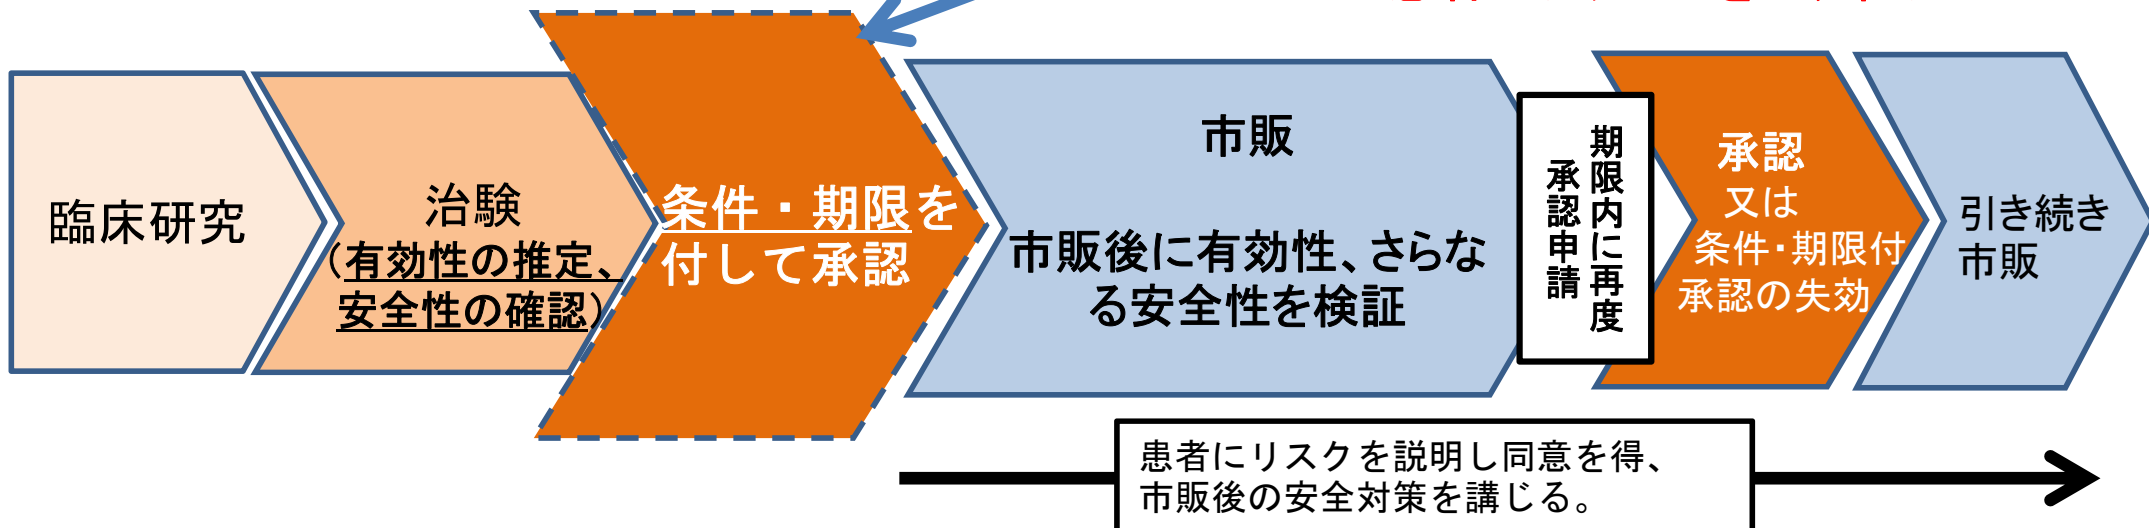 臨床研究
治験
（有効性の推定、
安全性の確認）
条件・期限を
付して承認
市販
市販後に有効性、さらな
る安全性を検証
期限内に再度
承認申請
承認
又は
条件・期限付
承認の失効
引き続き
市販
患者にリスクを説明し同意を得、
市販後の安全対策を講じる。